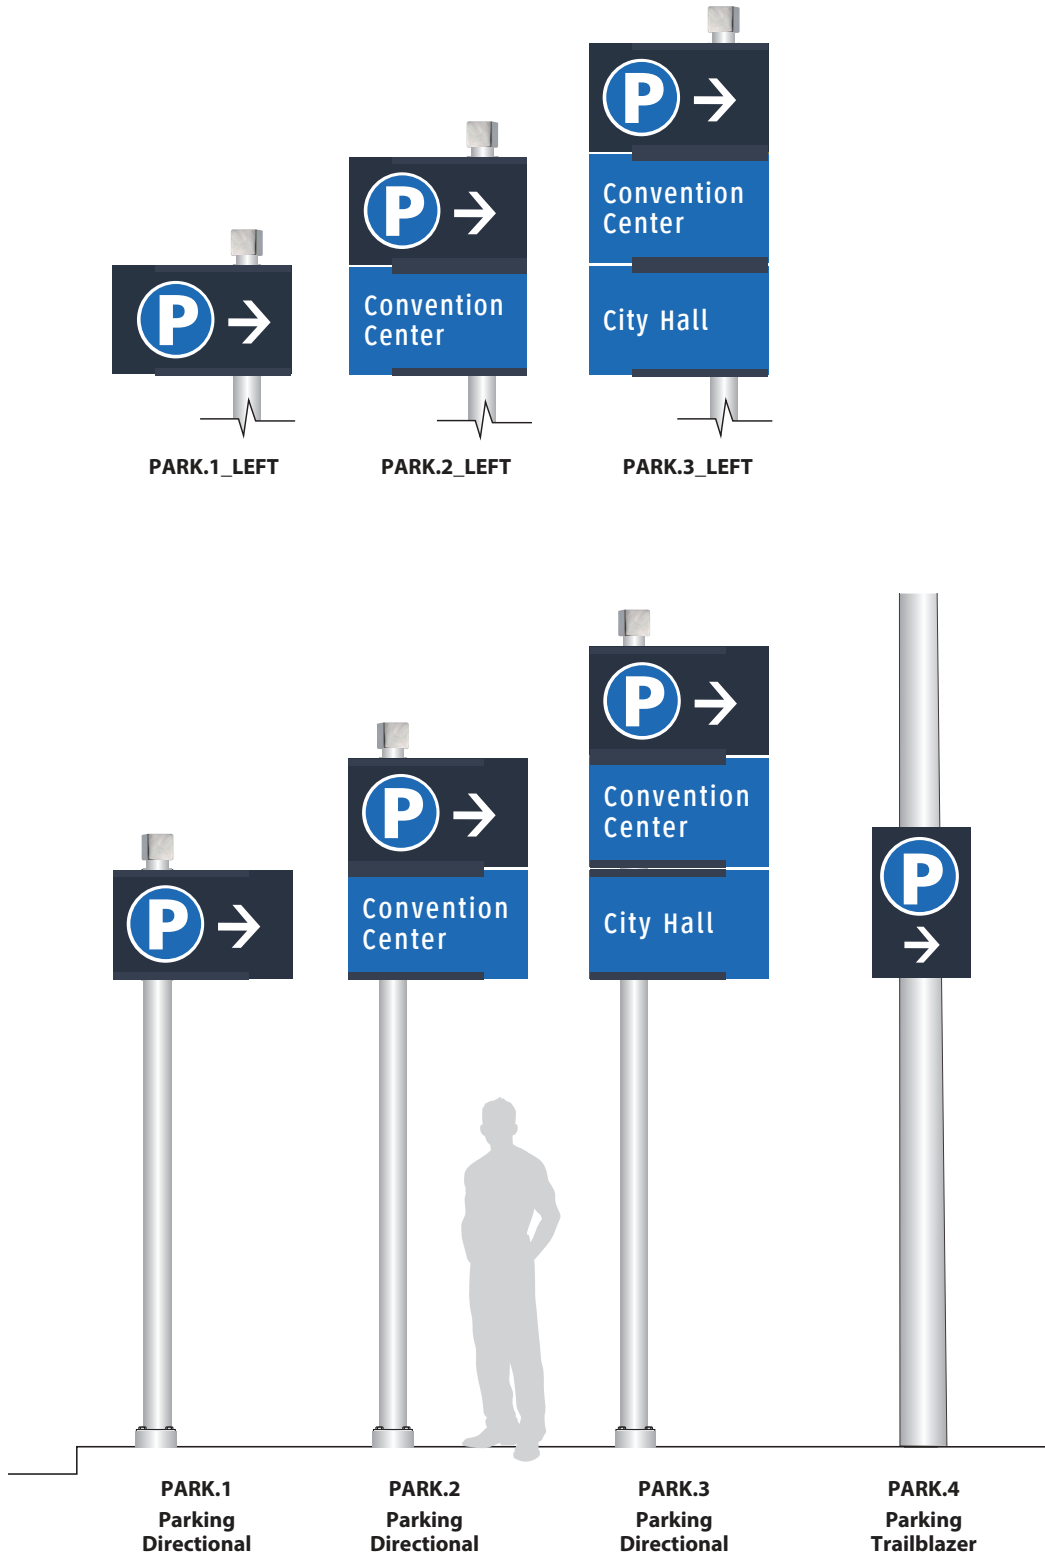 P →
P →
Convention
Center
P →
Convention
Center
City Hall
PARK.1_LEFT
PARK.2_LEFT
PARK.3_LEFT
P →
P →
Convention
Center
P →
Convention
Center
City Hall
P
→
PARK.1
Parking
Directional
PARK.2
Parking
Directional
PARK.3
Parking
Directional
PARK.4
Parking
Trailblazer